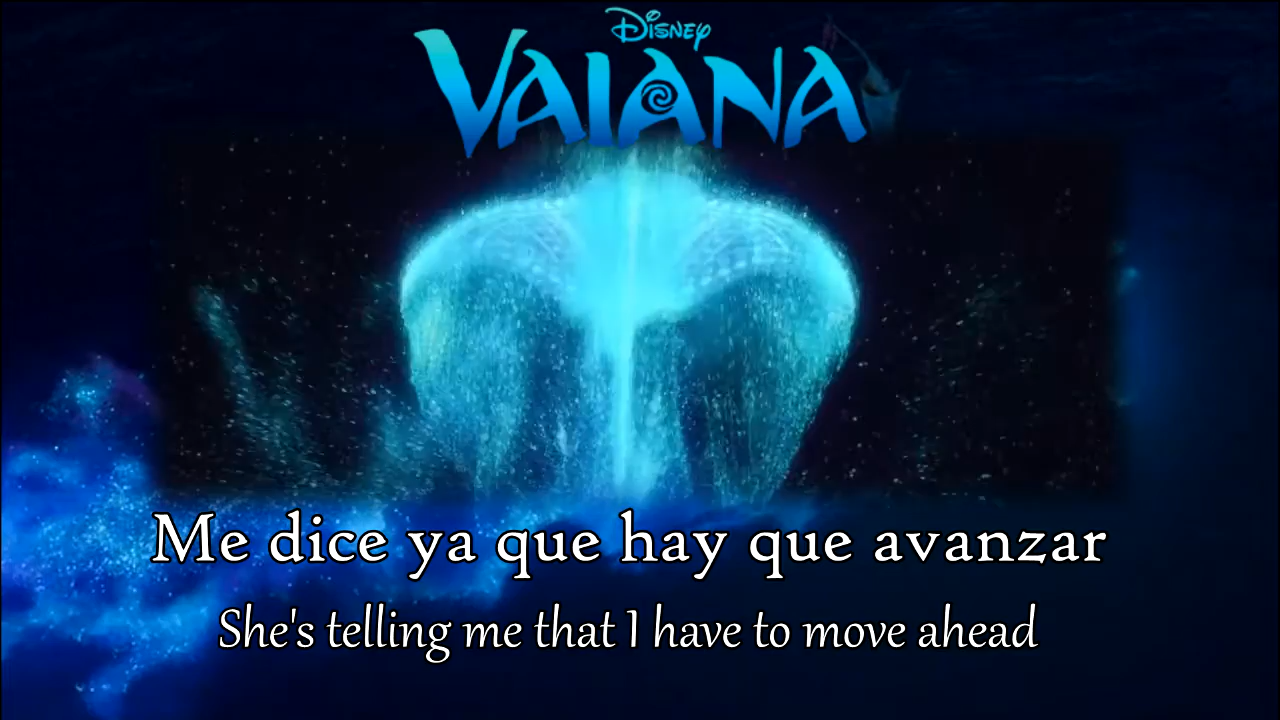 Disney
VAIANA
Me dice ya que hay que avanzar
She's telling me that I have to move ahead